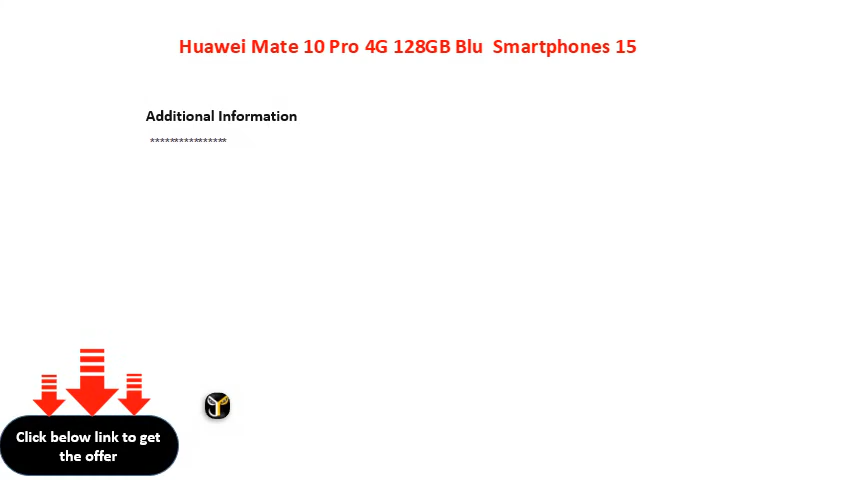 Huawei Mate 10 Pro 4G 128GB Blu  Smartphones 15
Additional Information
****************
Click below link to get
the offer